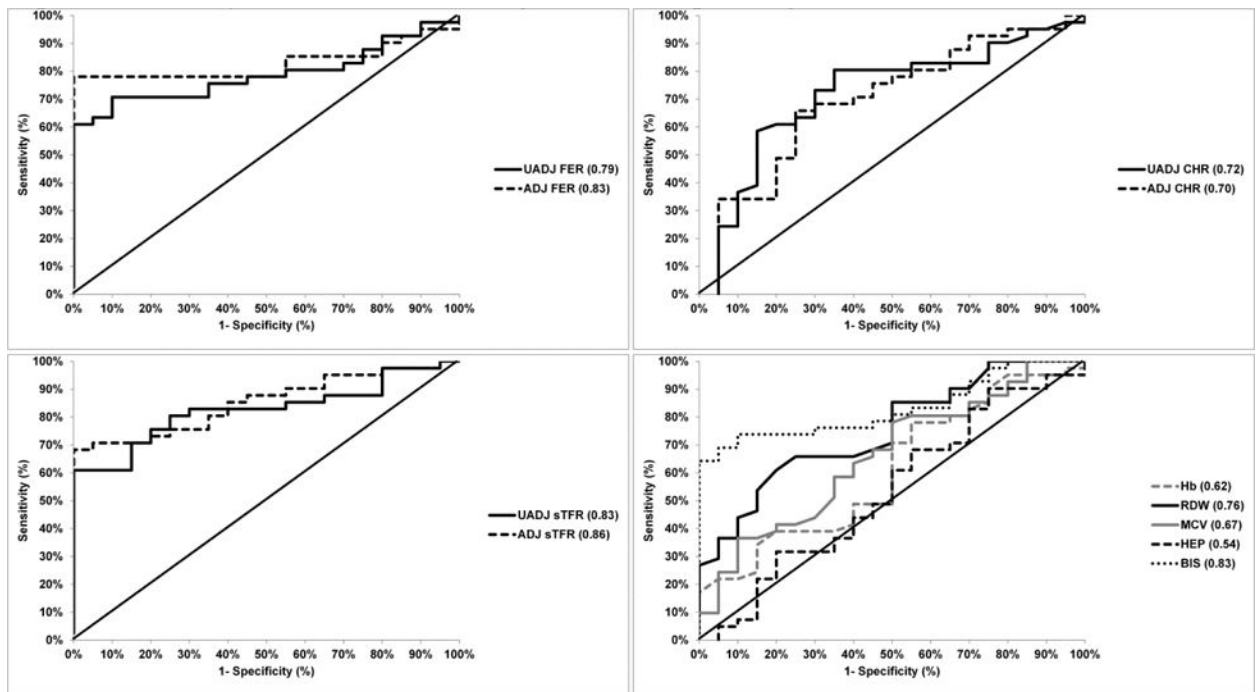 100%
90%
80%
70%
60%
50%
40%
30%
20%
10%
0%
Sensitivity (%)
0% 10% 20% 30% 40% 50% 60% 70% 80% 90% 100%
1- Specificity (%)
UADJ FER (0.79)
ADJ FER (0.83)
100%
90%
80%
70%
60%
50%
40%
30%
20%
10%
0%
Sensitivity (%)
0% 10% 20% 30% 40% 50% 60% 70% 80% 90% 100%
1- Specificity (%)
UADJ CHR (0.72)
ADJ CHR (0.70)
100%
90%
80%
70%
60%
50%
40%
30%
20%
10%
0%
Sensitivity (%)
0% 10% 20% 30% 40% 50% 60% 70% 80% 90% 100%
1- Specificity (%)
UADJ sTFR (0.83)
ADJ sTFR (0.86)
100%
90%
80%
70%
60%
50%
40%
30%
20%
10%
0%
Sensitivity (%)
0% 10% 20% 30% 40% 50% 60% 70% 80% 90% 100%
1- Specificity (%)
Hb (0.62)
RDW (0.76)
MCV (0.67)
HEP (0.54)
BIS (0.83)